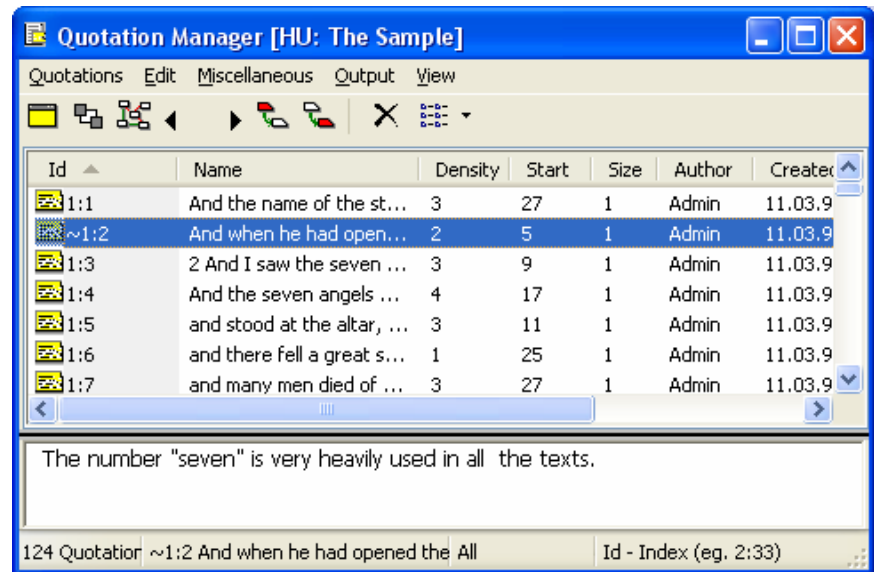 Quotation Manager [HU: The Sample]
Quotations Edit Miscellaneous Output View
Id Name Density Start Size Author Created
1:1 And the name of the st... 3 27 1 Admin 11.03.9
~1:2 And when he had open... 2 5 1 Admin 11.03.9
1:3 2 And I saw the seven ... 3 9 1 Admin 11.03.9
1:4 And the seven angels ... 4 17 1 Admin 11.03.9
1:5 and stood at the altar, ... 3 11 1 Admin 11.03.9
1:6 and there fell a great s... 1 25 1 Admin 11.03.9
1:7 and many men died of ... 3 27 1 Admin 11.03.9
The number "seven" is very heavily used in all the texts.
124 Quotation ~1:2 And when he had opened the All Id - Index (eg. 2:33)